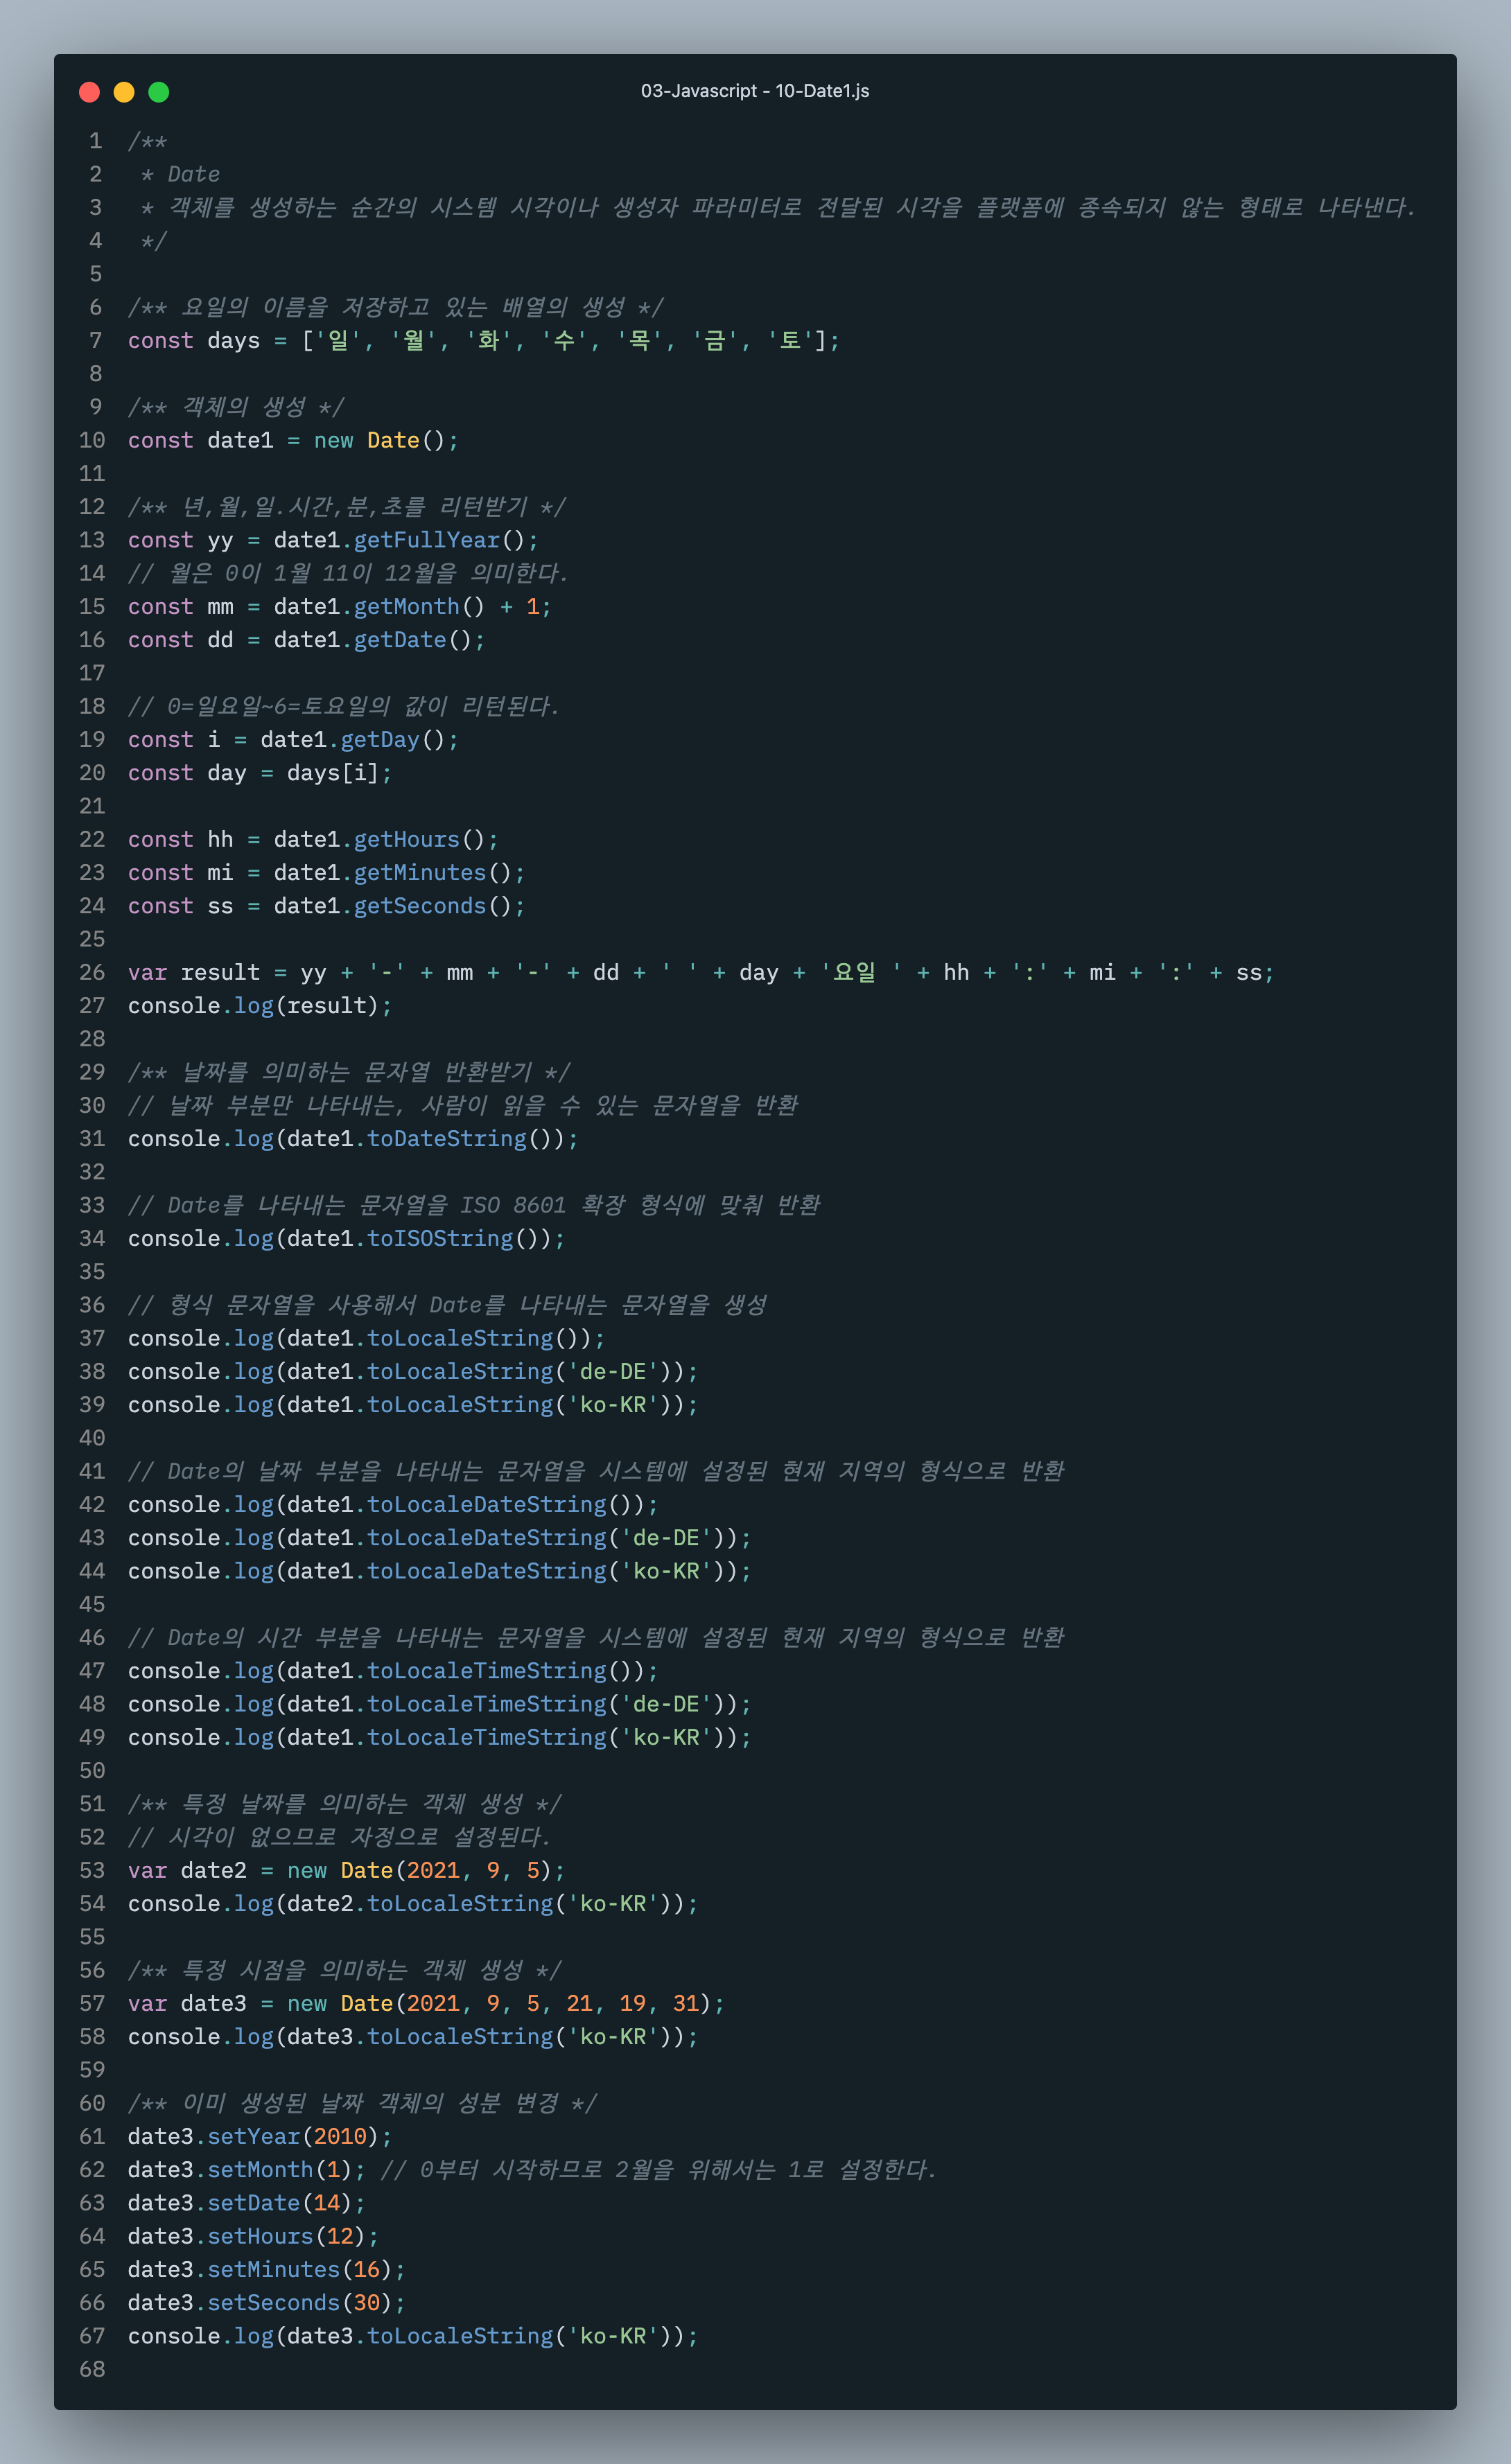 03-Javascript - 10-Date1.js
1 /**
2  * Date
3  * 객체를 생성하는 순간의 시스템 시각이나 생성자 파라미터로 전달된 시각을 플랫폼에 종속되지 않는 형태로 나타낸다.
4  */
5
6 /** 요일의 이름을 저장하고 있는 배열의 생성 */
7 const days = ['일', '월', '화', '수', '목', '금', '토'];
8
9 /** 객체의 생성 */
10 const date1 = new Date();
11
12 /** 년,월,일.시간,분,초를 리턴받기 */
13 const yy = date1.getFullYear();
14 // 월은 0이 1월 11이 12월을 의미한다.
15 const mm = date1.getMonth() + 1;
16 const dd = date1.getDate();
17
18 // 0=일요일~6=토요일의 값이 리턴된다.
19 const i = date1.getDay();
20 const day = days[i];
21
22 const hh = date1.getHours();
23 const mi = date1.getMinutes();
24 const ss = date1.getSeconds();
25
26 var result = yy + '-' + mm + '-' + dd + ' ' + day + '요일 ' + hh + ':' + mi + ':' + ss;
27 console.log(result);
28
29 /** 날짜를 의미하는 문자열 반환받기 */
30 // 날짜 부분만 나타내는, 사람이 읽을 수 있는 문자열을 반환
31 console.log(date1.toDateString());
32
33 // Date를 나타내는 문자열을 ISO 8601 확장 형식에 맞춰 반환
34 console.log(date1.toISOString());
35
36 // 형식 문자열을 사용해서 Date를 나타내는 문자열을 생성
37 console.log(date1.toLocaleString());
38 console.log(date1.toLocaleString('de-DE'));
39 console.log(date1.toLocaleString('ko-KR'));
40
41 // Date의 날짜 부분을 나타내는 문자열을 시스템에 설정된 현재 지역의 형식으로 반환
42 console.log(date1.toLocaleDateString());
43 console.log(date1.toLocaleDateString('de-DE'));
44 console.log(date1.toLocaleDateString('ko-KR'));
45
46 // Date의 시간 부분을 나타내는 문자열을 시스템에 설정된 현재 지역의 형식으로 반환
47 console.log(date1.toLocaleTimeString());
48 console.log(date1.toLocaleTimeString('de-DE'));
49 console.log(date1.toLocaleTimeString('ko-KR'));
50
51 /** 특정 날짜를 의미하는 객체 생성 */
52 // 시각이 없으므로 자정으로 설정된다.
53 var date2 = new Date(2021, 9, 5);
54 console.log(date2.toLocaleString('ko-KR'));
55
56 /** 특정 시점을 의미하는 객체 생성 */
57 var date3 = new Date(2021, 9, 5, 21, 19, 31);
58 console.log(date3.toLocaleString('ko-KR'));
59
60 /** 이미 생성된 날짜 객체의 성분 변경 */
61 date3.setYear(2010);
62 date3.setMonth(1); // 0부터 시작하므로 2월을 위해서는 1로 설정한다.
63 date3.setDate(14);
64 date3.setHours(12);
65 date3.setMinutes(16);
66 date3.setSeconds(30);
67 console.log(date3.toLocaleString('ko-KR'));
68